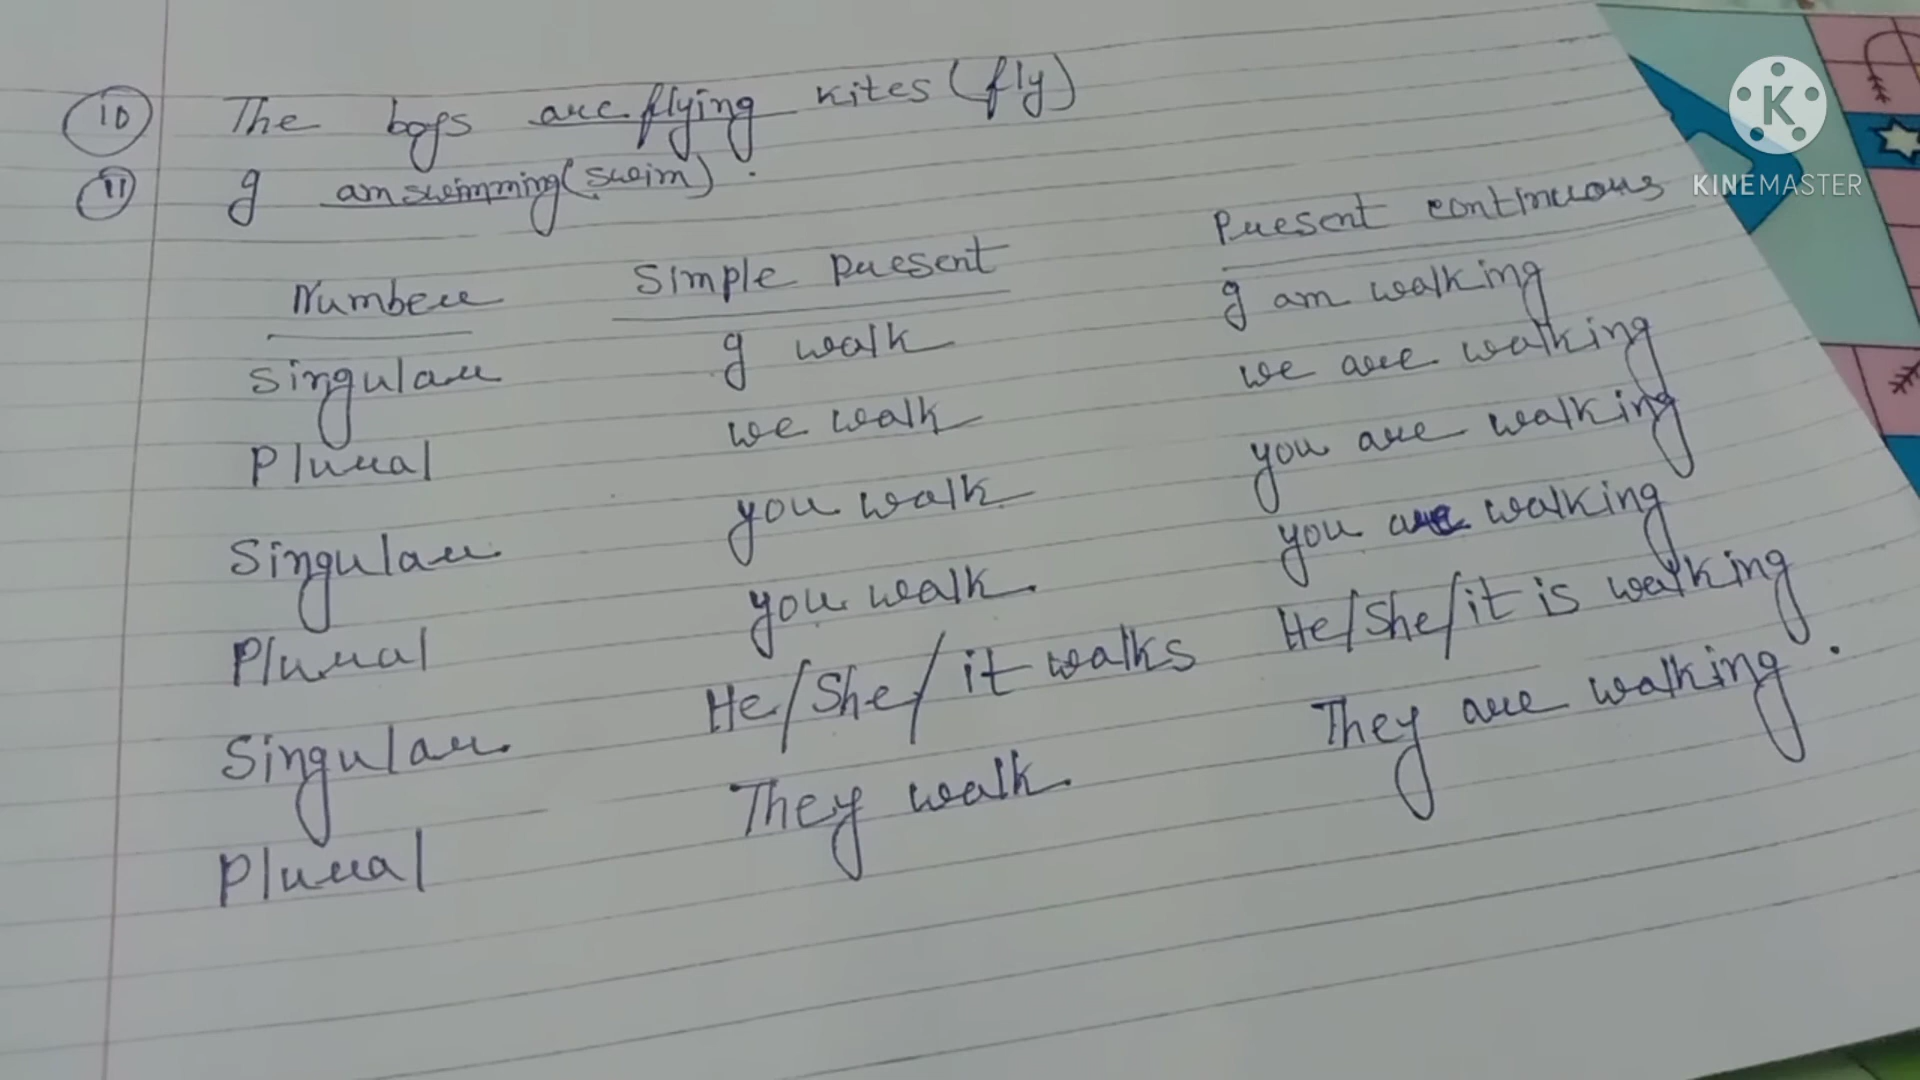 10 The boys are flying kites (fly)
11 I am swimming (swim).
Number Simple present Present continuous
Singular I walk I am walking
Plural we walk we are walking
Singular you walk you are walking
Plural you walk. you are walking
Singular. He/She/it walks He/She/it is walking
Plural They walk. They are walking.
KINEMASTER